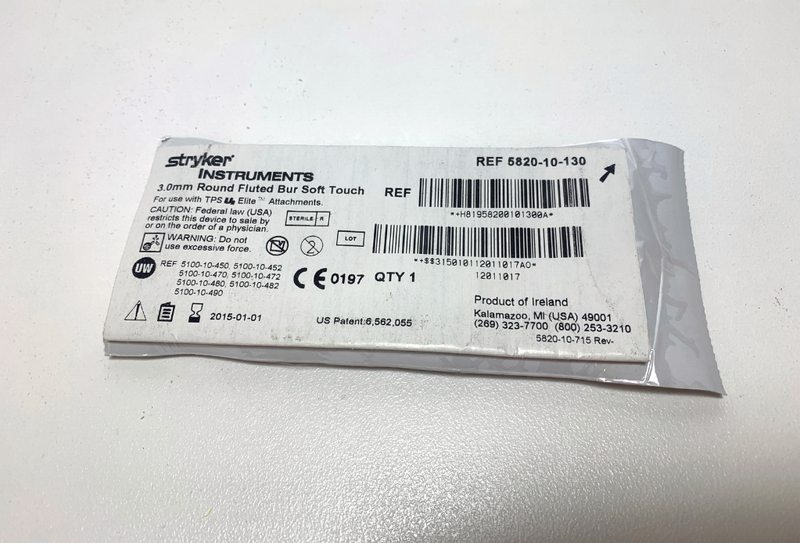 stryker
INSTRUMENTS
REF 5820-10-130
3.0mm Round Fluted Bur Soft Touch
For use with TPS Elite™ Attachments.
CAUTION: Federal law (USA)
restricts this device to sale by
or on the order of a physician.
STERILE R
REF
*+H81958200101300A*
WARNING: Do not
use excessive force.
2
LOT
*+$$315010112011017AO*
12011017
UW
REF 5100-10-450, 5100-10-452
5100-10-470, 5100-10-472
5100-10-480, 5100-10-482
5100-10-490
CE 0197 QTY 1
2015-01-01
US Patent:6,562,055
Product of Ireland
Kalamazoo, MI (USA) 49001
(269) 323-7700 (800) 253-3210
5820-10-715 Rev-